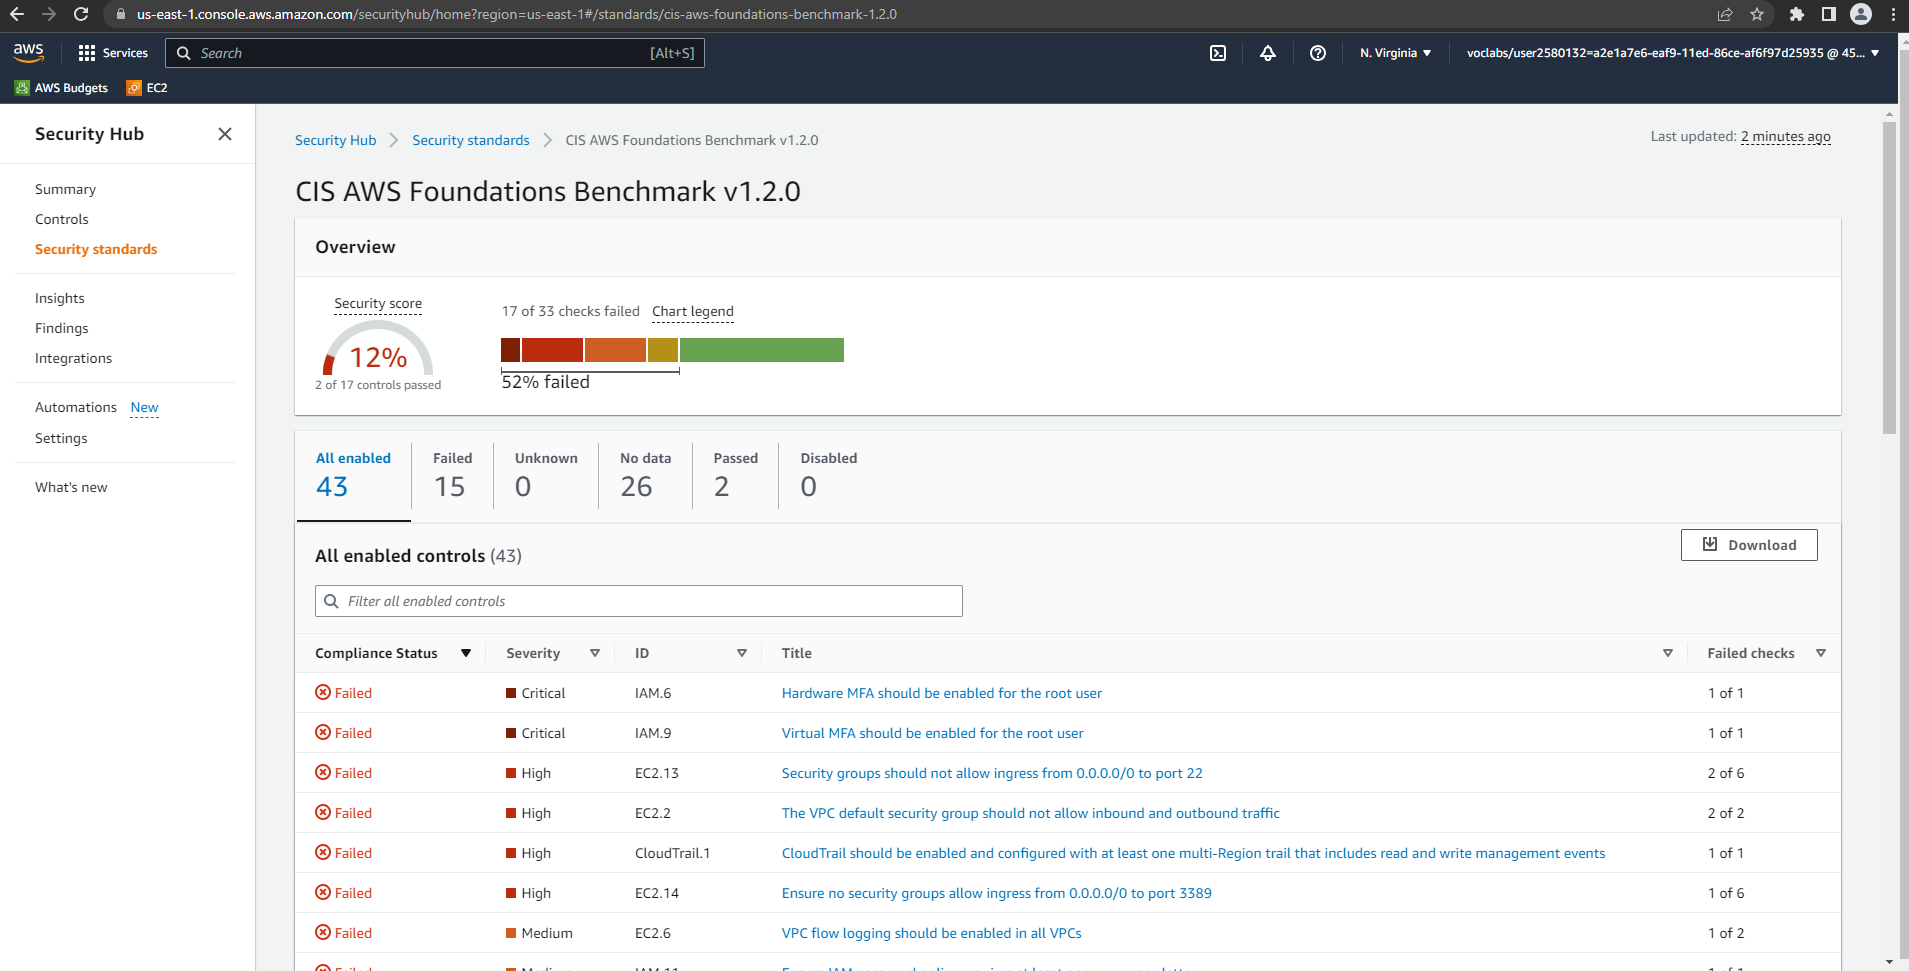 us-east-1.console.aws.amazon.com/securityhub/home?region=us-east-1#/standards/cis-aws-foundations-benchmark-1.2.0
aws
Services
Search
[Alt+S]
N. Virginia
voclabs/user2580132=a2e1a7e6-eaf9-11ed-86ce-af6f97d25935 @ 45...
AWS Budgets
EC2
Security Hub
Summary
Controls
Security standards
Insights
Findings
Integrations
Automations New
Settings
What's new
Security Hub > Security standards > CIS AWS Foundations Benchmark v1.2.0
Last updated: 2 minutes ago
CIS AWS Foundations Benchmark v1.2.0
Overview
Security score
12%
2 of 17 controls passed
17 of 33 checks failed Chart legend
52% failed
All enabled 43
Failed 15
Unknown 0
No data 26
Passed 2
Disabled 0
All enabled controls (43)
Download
Filter all enabled controls
Compliance Status Severity ID Title Failed checks
Failed Critical IAM.6 Hardware MFA should be enabled for the root user 1 of 1
Failed Critical IAM.9 Virtual MFA should be enabled for the root user 1 of 1
Failed High EC2.13 Security groups should not allow ingress from 0.0.0.0/0 to port 22 2 of 6
Failed High EC2.2 The VPC default security group should not allow inbound and outbound traffic 2 of 2
Failed High CloudTrail.1 CloudTrail should be enabled and configured with at least one multi-Region trail that includes read and write management events 1 of 1
Failed High EC2.14 Ensure no security groups allow ingress from 0.0.0.0/0 to port 3389 1 of 6
Failed Medium EC2.6 VPC flow logging should be enabled in all VPCs 1 of 2